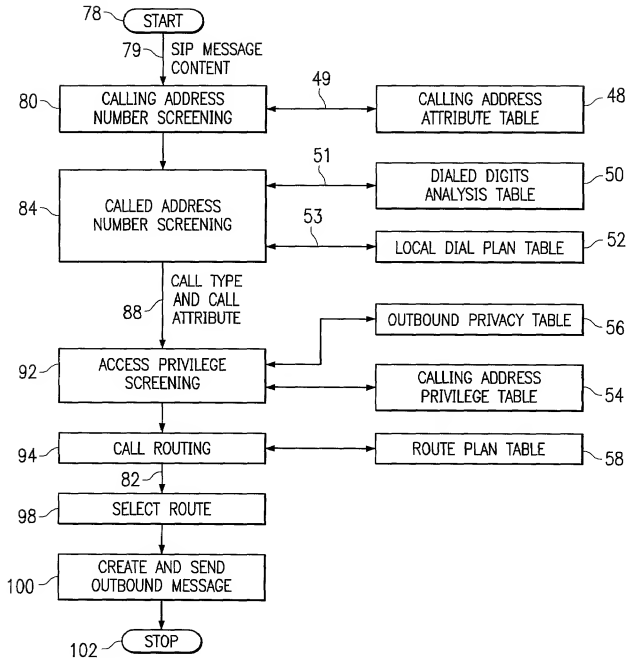 78
START
79
SIP MESSAGE
CONTENT
80
CALLING ADDRESS
NUMBER SCREENING
49
CALLING ADDRESS
ATTRIBUTE TABLE
48
84
CALLED ADDRESS
NUMBER SCREENING
51
DIALED DIGITS
ANALYSIS TABLE
50
53
LOCAL DIAL PLAN TABLE
52
88
CALL TYPE
AND CALL
ATTRIBUTE
OUTBOUND PRIVACY TABLE
56
92
ACCESS PRIVILEGE
SCREENING
CALLING ADDRESS
PRIVILEGE TABLE
54
94
CALL ROUTING
ROUTE PLAN TABLE
58
82
98
SELECT ROUTE
100
CREATE AND SEND
OUTBOUND MESSAGE
102
STOP